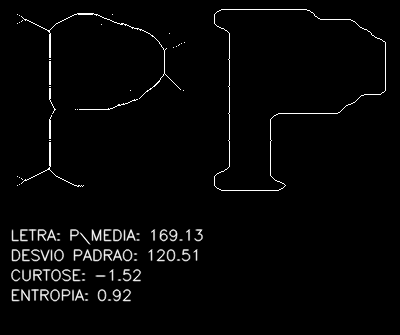 P P
LETRA: P\MEDIA: 169.13
DESVIO PADRAO: 120.51
CURTOSE: -1.52
ENTROPIA: 0.92